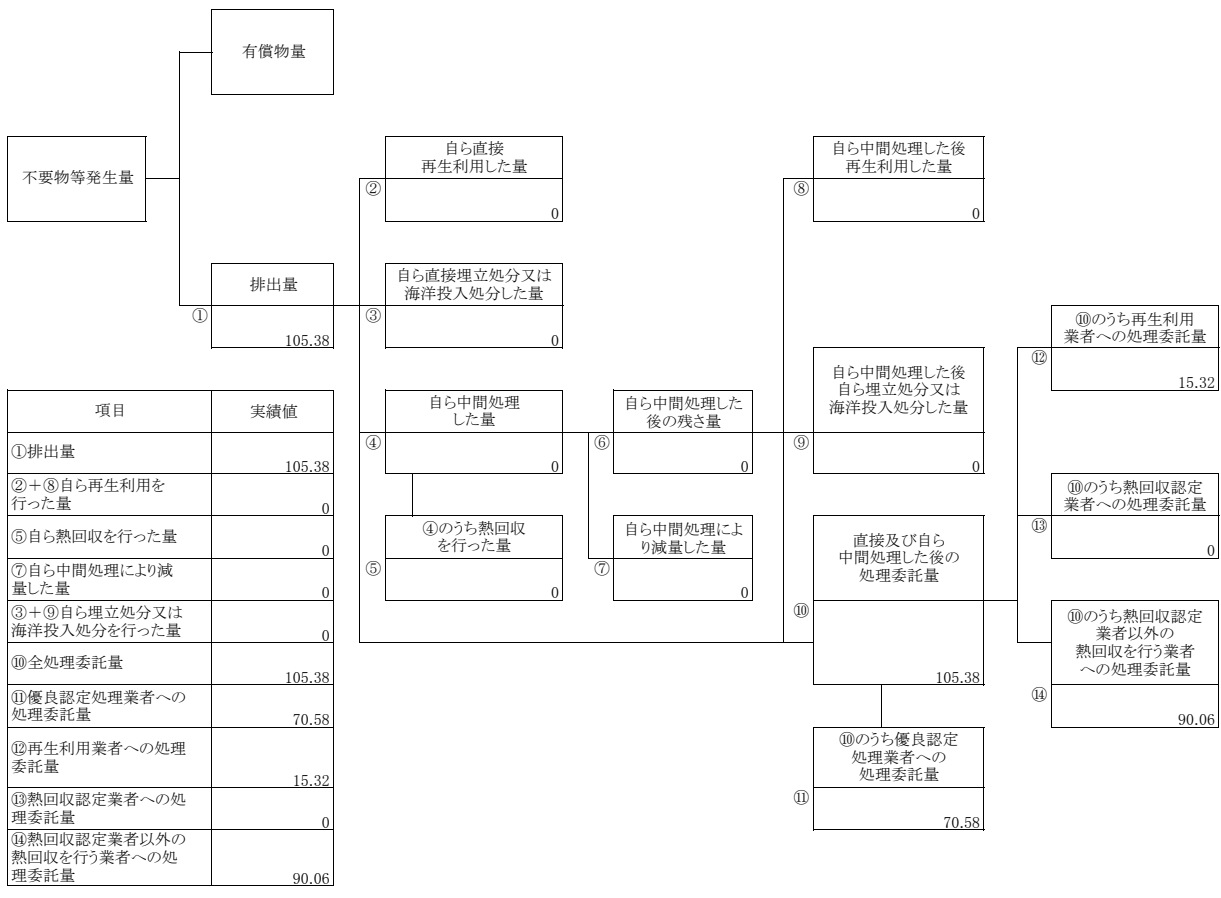 有償物量
不要物等発生量
自ら直接
再生利用した量
②
0
自ら中間処理した後
再生利用した量
⑧
0
排出量
①
105.38
自ら直接埋立処分又は
海洋投入処分した量
③
0
⑩のうち再生利用
業者への処理委託量
⑫
15.32
自ら中間処理
した量
④
0
自ら中間処理した
後の残さ量
⑥
0
自ら中間処理した後
自ら埋立処分又は
海洋投入処分した量
⑨
0
⑩のうち熱回収認定
業者への処理委託量
⑬
0
④のうち熱回収
を行った量
⑤
0
自ら中間処理によ
り減量した量
⑦
0
直接及び自ら
中間処理した後の
処理委託量
⑩
105.38
⑩のうち熱回収認定
業者以外の
熱回収を行う業者
への処理委託量
⑭
90.06
⑩のうち優良認定
処理業者への
処理委託量
⑪
70.58
項目 実績値
①排出量
105.38
②＋⑧自ら再生利用を
行った量
0
⑤自ら熱回収を行った量
0
⑦自ら中間処理により減
量した量
0
③＋⑨自ら埋立処分又は
海洋投入処分を行った量
0
⑩全処理委託量
105.38
⑪優良認定処理業者への
処理委託量
70.58
⑫再生利用業者への処理
委託量
15.32
⑬熱回収認定業者への処
理委託量
0
⑭熱回収認定業者以外の
熱回収を行う業者への処
理委託量
90.06